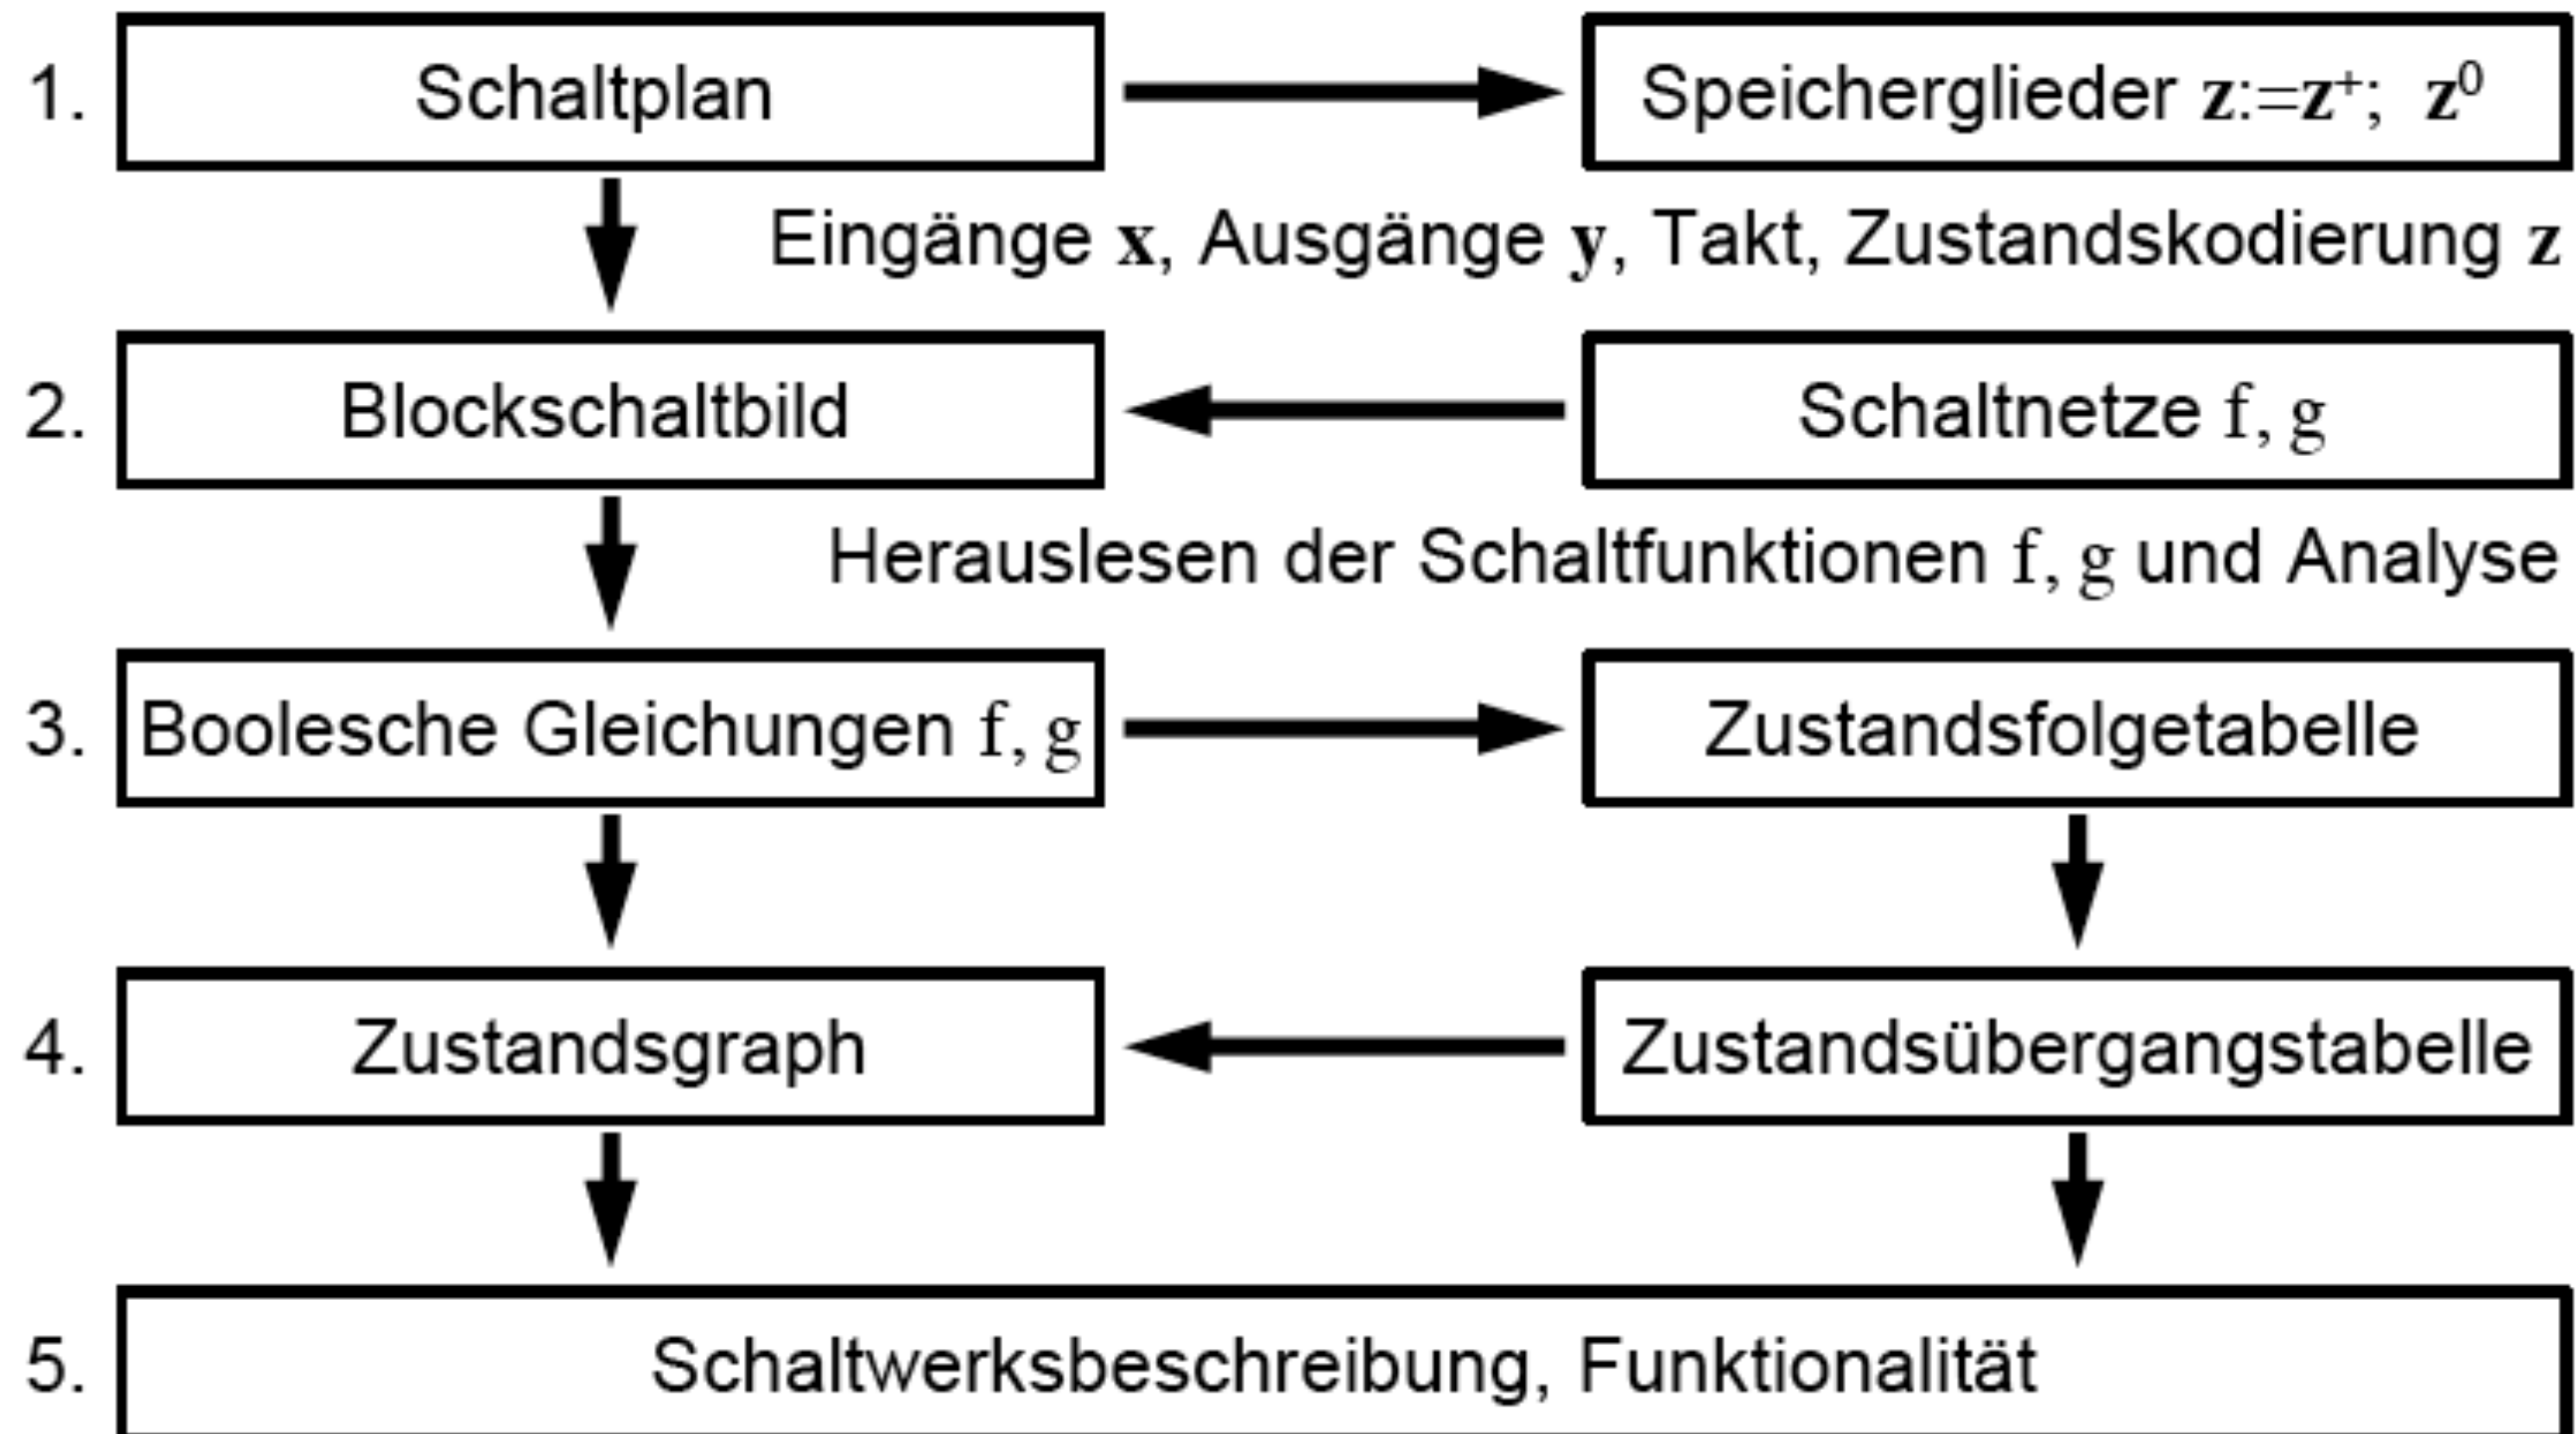 1. Schaltplan Speicherglieder z:=z⁺; z⁰
Eingänge x, Ausgänge y, Takt, Zustandskodierung z
2. Blockschaltbild Schaltnetze f, g
Herauslesen der Schaltfunktionen f, g und Analyse
3. Boolesche Gleichungen f, g Zustandsfolgetabelle
4. Zustandsgraph Zustandsübergangstabelle
5. Schaltwerksbeschreibung, Funktionalität